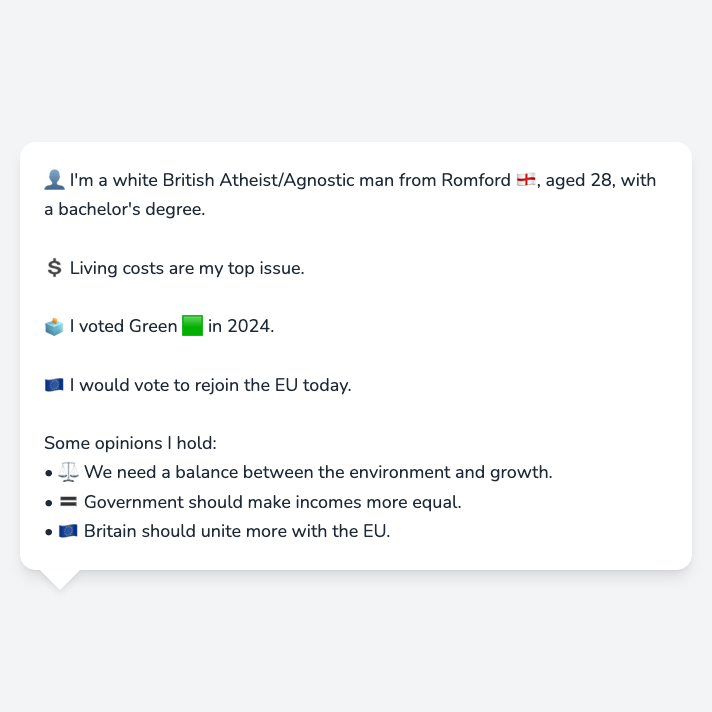 👤 I'm a white British Atheist/Agnostic man from Romford 🏴󠁧󠁢󠁥󠁮󠁧󠁿, aged 28, with
a bachelor's degree.
💲 Living costs are my top issue.
🗳️ I voted Green 🟩 in 2024.
🇪🇺 I would vote to rejoin the EU today.
Some opinions I hold:
• ⚖️ We need a balance between the environment and growth.
• 🟰 Government should make incomes more equal.
• 🇪🇺 Britain should unite more with the EU.